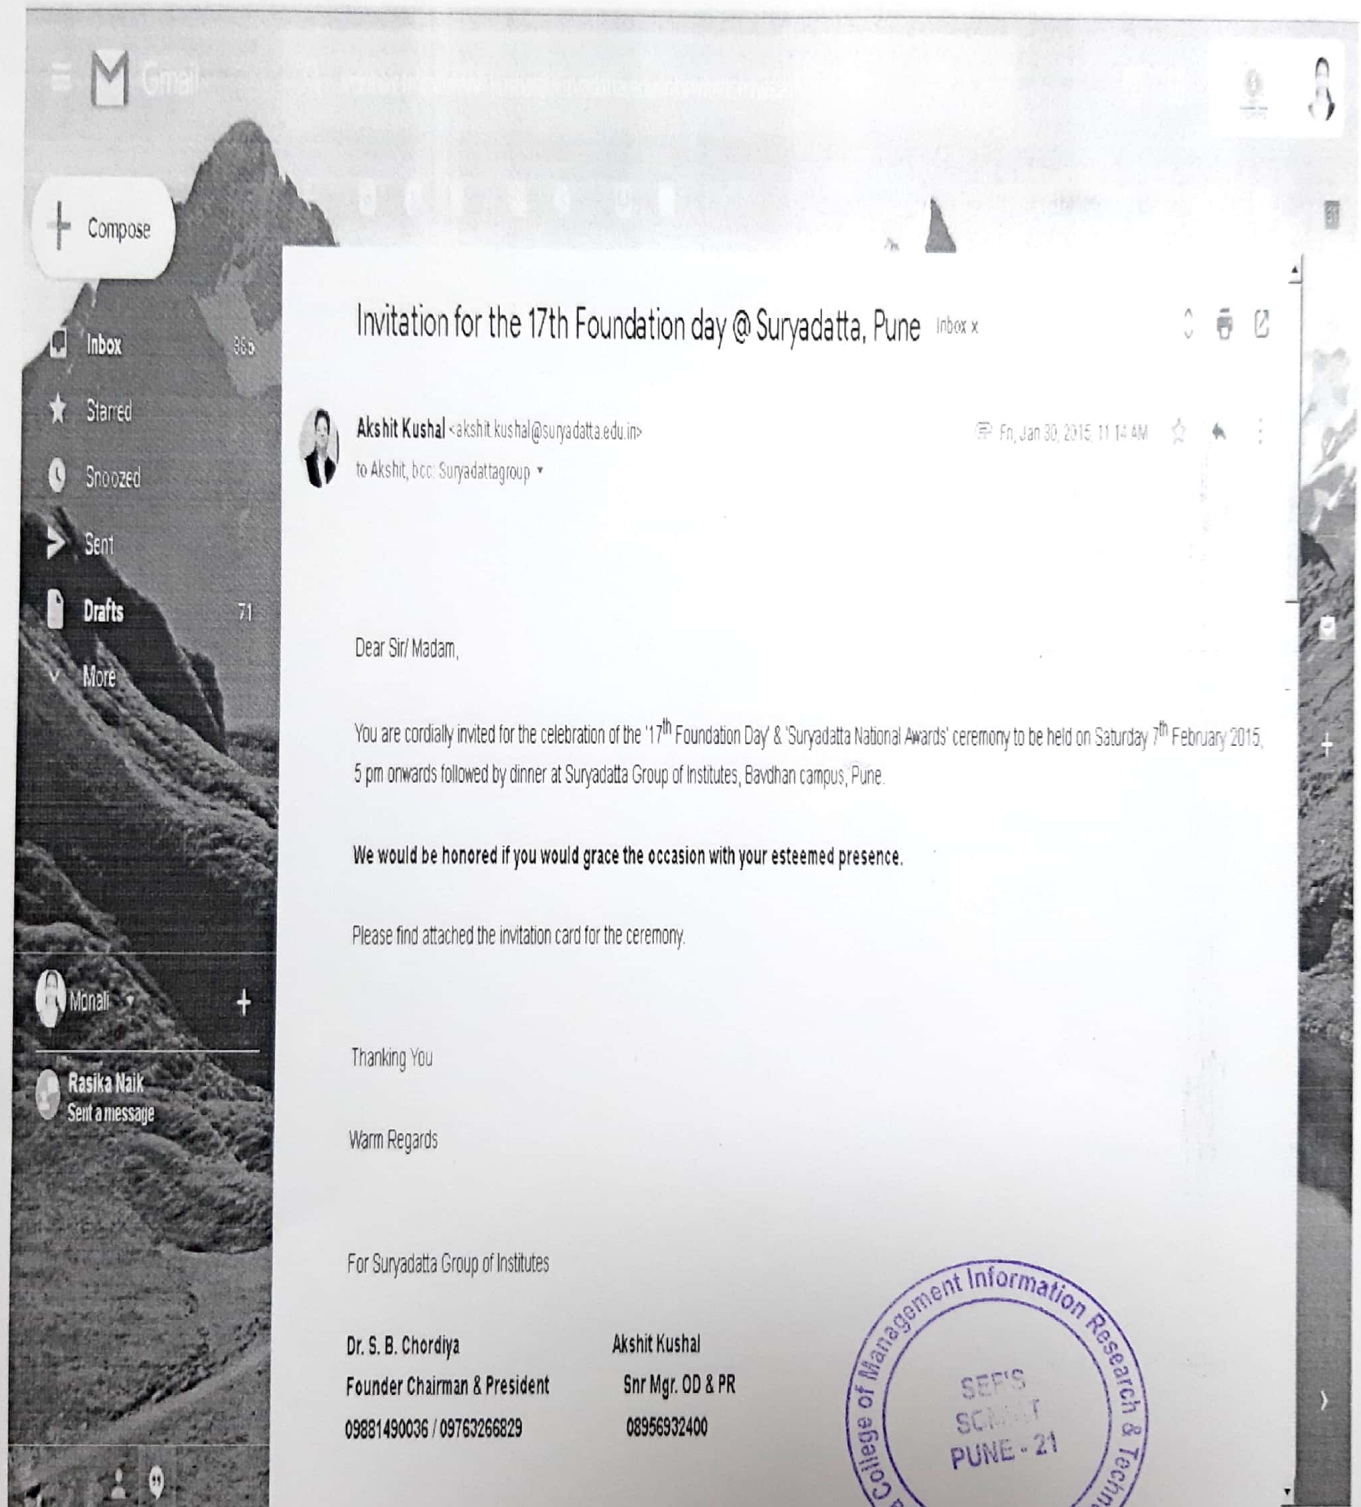 Gmail
Compose
Inbox
Starred
Snoozed
Sent
Drafts 71
More
Monali
Rasika Naik
Sent a message
Invitation for the 17th Foundation day @ Suryadatta, Pune Inbox x
Akshit Kushal <akshit.kushal@suryadatta.edu.in> Fri, Jan 30, 2015, 11:14 AM
to Akshit, bcc: Suryadattagroup
Dear Sir/ Madam,
You are cordially invited for the celebration of the '17th Foundation Day' & 'Suryadatta National Awards' ceremony to be held on Saturday 7th February 2015,
5 pm onwards followed by dinner at Suryadatta Group of Institutes, Bavdhan campus, Pune.
We would be honored if you would grace the occasion with your esteemed presence.
Please find attached the invitation card for the ceremony.
Thanking You
Warm Regards
For Suryadatta Group of Institutes
Dr. S. B. Chordiya Akshit Kushal
Founder Chairman & President Snr Mgr. OD & PR
09881490036 / 09763266829 08956932400
College of Management Information Research &
SEF'S
PUNE - 21